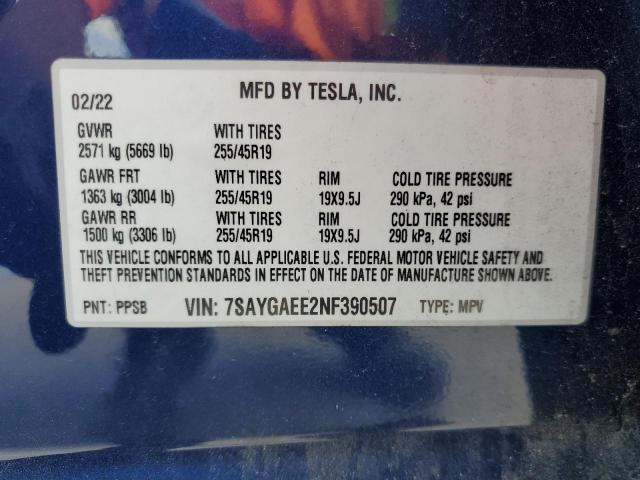 MFD BY TESLA, INC.
02/22
GVWR WITH TIRES
2571 kg (5669 lb) 255/45R19
GAWR FRT WITH TIRES RIM COLD TIRE PRESSURE
1363 kg (3004 lb) 255/45R19 19X9.5J 290 kPa, 42 psi
GAWR RR WITH TIRES RIM COLD TIRE PRESSURE
1500 kg (3306 lb) 255/45R19 19X9.5J 290 kPa, 42 psi
THIS VEHICLE CONFORMS TO ALL APPLICABLE U.S. FEDERAL MOTOR VEHICLE SAFETY AND
THEFT PREVENTION STANDARDS IN EFFECT ON THE DATE OF MANUFACTURE SHOWN ABOVE.
PNT: PPSB VIN: 7SAYGAEE2NF390507 TYPE: MPV